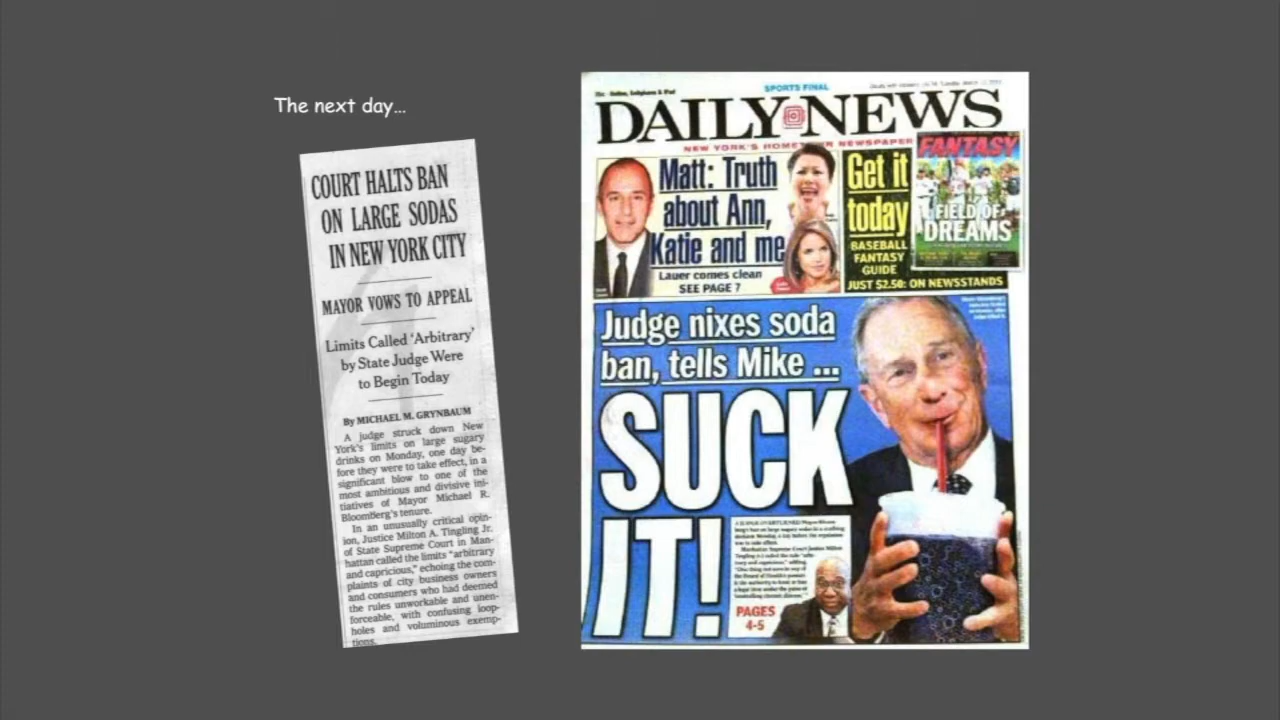 The next day...
COURT HALTS BAN
ON LARGE SODAS
IN NEW YORK CITY
MAYOR VOWS TO APPEAL
Limits Called ‘Arbitrary’
by State Judge Were
to Begin Today
By MICHAEL M. GRYNBAUM
A judge struck down New
York's limits on large sugary
drinks on Monday, one day be-
fore they were to take effect, in a
significant blow to one of the
most ambitious and divisive ini-
tiatives of Mayor Michael R.
Bloomberg's tenure.
In an unusually critical opin-
ion, Justice Milton A. Tingling Jr.
of State Supreme Court in Man-
hattan called the limits “arbitrary
and capricious,” echoing the com-
plaints of city business owners
and consumers who had deemed
the rules unworkable and unen-
forceable, with confusing loop-
holes and voluminous exemp-
tions.
SPORTS FINAL
DAILY NEWS
NEW YORK'S HOMETOWN NEWSPAPER
Matt: Truth
about Ann,
Katie and me
Lauer comes clean
SEE PAGE 7
Get it
today
BASEBALL
FANTASY
GUIDE
JUST $2.50: ON NEWSSTANDS
FANTASY
FIELD OF
DREAMS
Judge nixes soda
ban, tells Mike ...
SUCK
IT!
PAGES
4-5